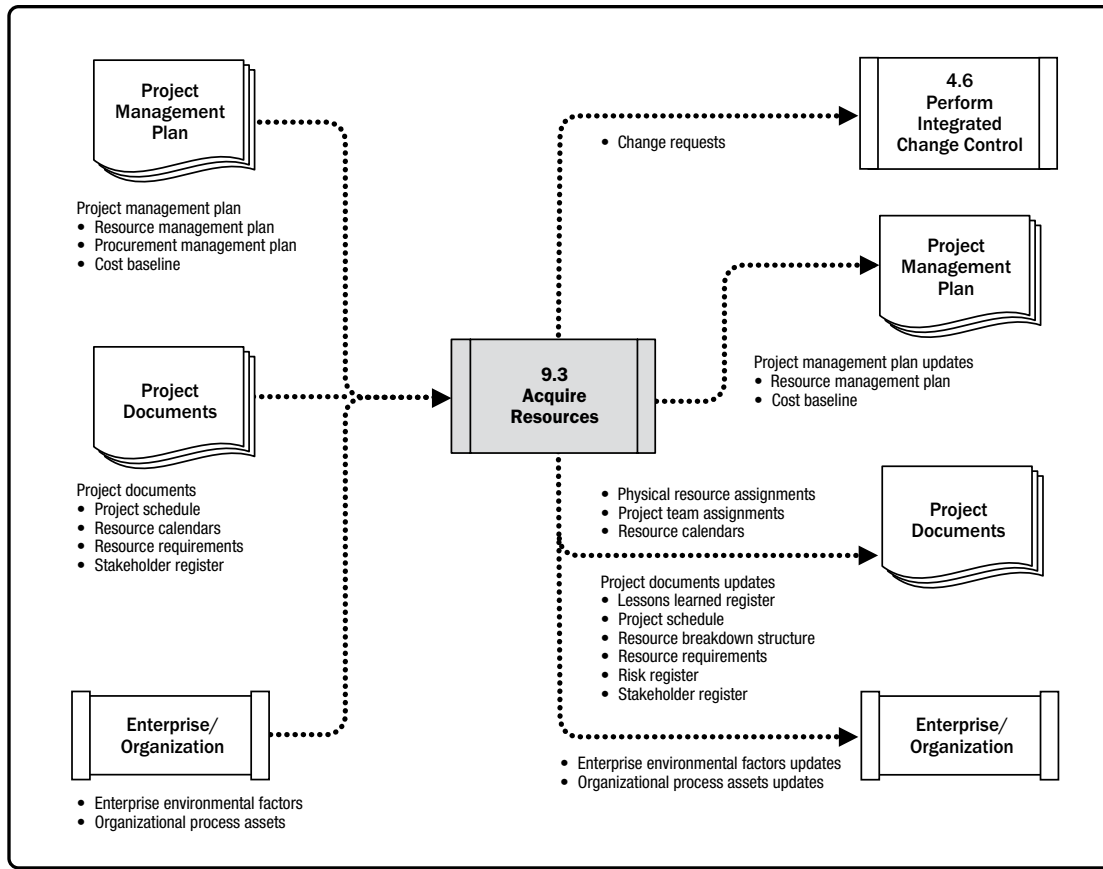 Project
Management
Plan
Project management plan
• Resource management plan
• Procurement management plan
• Cost baseline
Project
Documents
Project documents
• Project schedule
• Resource calendars
• Resource requirements
• Stakeholder register
Enterprise/
Organization
• Enterprise environmental factors
• Organizational process assets
9.3
Acquire
Resources
• Change requests
4.6
Perform
Integrated
Change Control
Project
Management
Plan
Project management plan updates
• Resource management plan
• Cost baseline
• Physical resource assignments
• Project team assignments
• Resource calendars
Project
Documents
Project documents updates
• Lessons learned register
• Project schedule
• Resource breakdown structure
• Resource requirements
• Risk register
• Stakeholder register
Enterprise/
Organization
• Enterprise environmental factors updates
• Organizational process assets updates